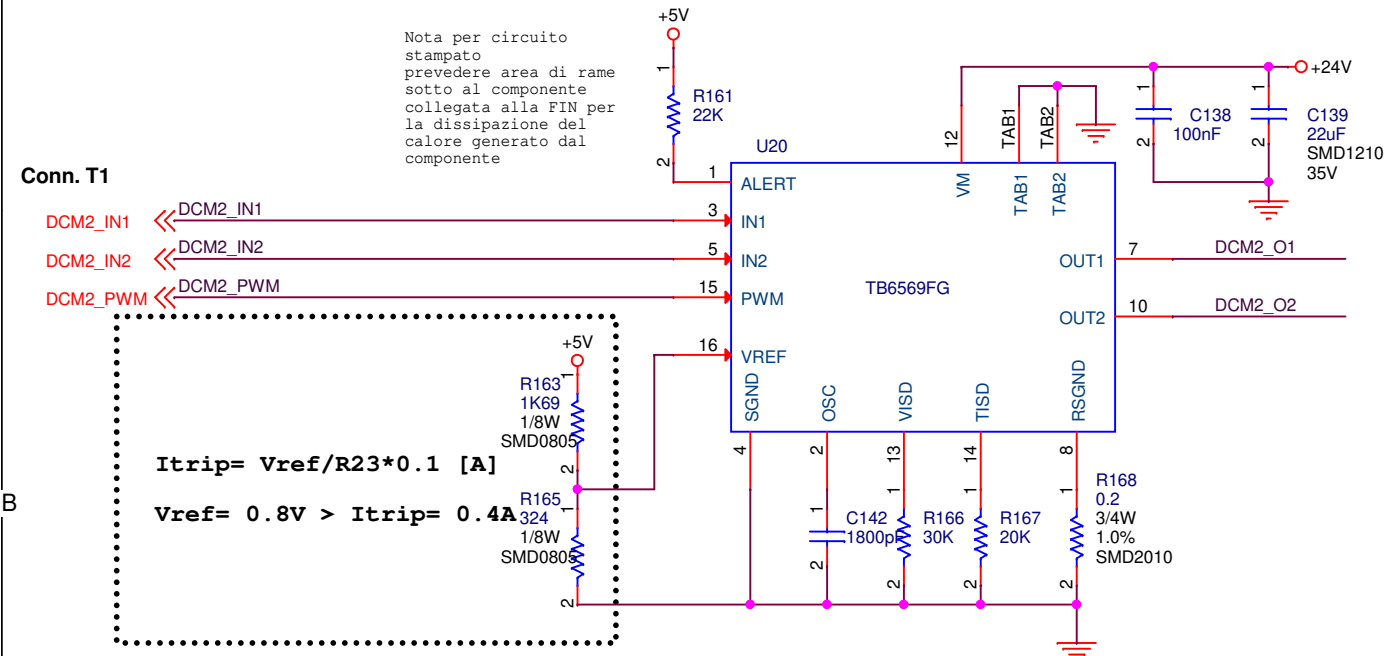 Nota per circuito
stampato
prevedere area di rame
sotto al componente
collegata alla FIN per
la dissipazione del
calore generato dal
componente
+5V
1
R161
22K
2
+24V
1
C138
100nF
2
1
C139
22uF
SMD1210
35V
2
U20
12
TAB1
TAB2
VM
TAB1
TAB2
Conn. T1
1
ALERT
DCM2_IN1
DCM2_IN1
3
IN1
DCM2_IN2
DCM2_IN2
5
IN2
DCM2_PWM
DCM2_PWM
15
PWM
TB6569FG
OUT1
7
DCM2_O1
OUT2
10
DCM2_O2
16
VREF
SGND
OSC
VISD
TISD
RSGND
4
2
13
14
8
+5V
1
R163
1K69
1/8W
SMD0805
2
Itrip= Vref/R23*0.1 [A]
Vref= 0.8V > Itrip= 0.4A
1
R165
324
1/8W
SMD0805
2
1
C142
1800pF
2
1
R166
30K
2
1
R167
20K
2
1
R168
0.2
3/4W
1.0%
SMD2010
2
B